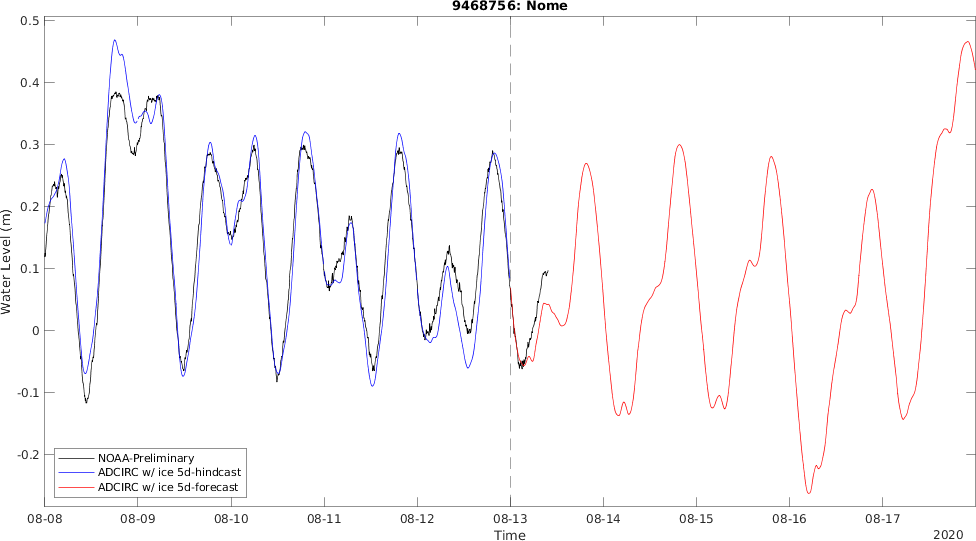 9468756: Nome
0.5
0.4
0.3
0.2
0.1
0
-0.1
-0.2
Water Level (m)
NOAA-Preliminary
ADCIRC w/ ice 5d-hindcast
ADCIRC w/ ice 5d-forecast
08-08 08-09 08-10 08-11 08-12 08-13 08-14 08-15 08-16 08-17
Time
2020